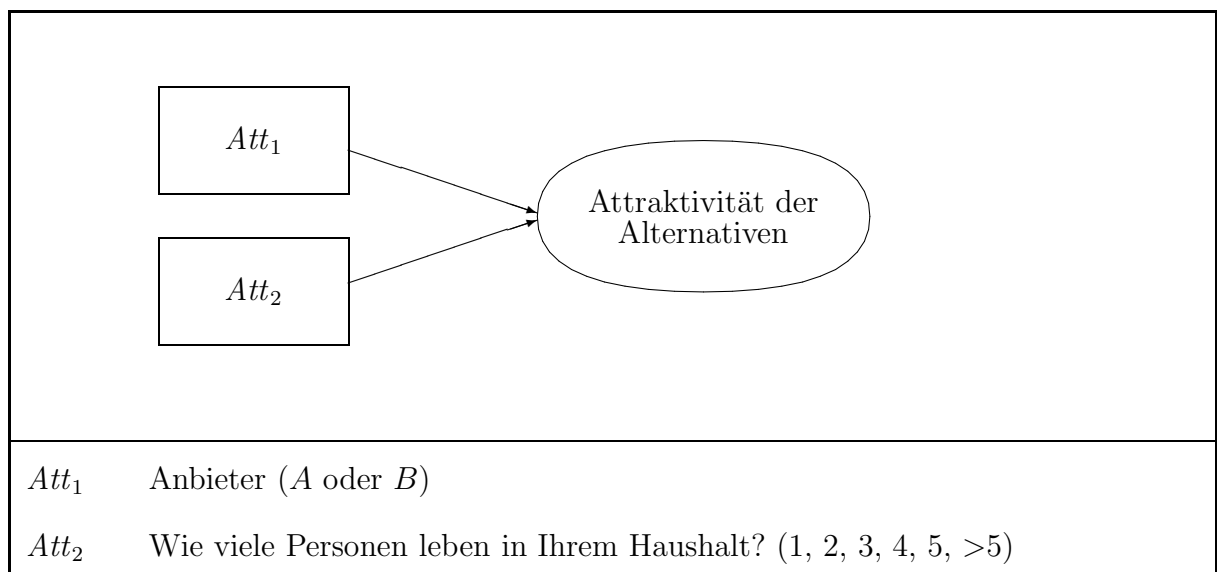 Att₁
Attraktivität der
Alternativen
Att₂
Att₁ Anbieter (A oder B)
Att₂ Wie viele Personen leben in Ihrem Haushalt? (1, 2, 3, 4, 5, >5)